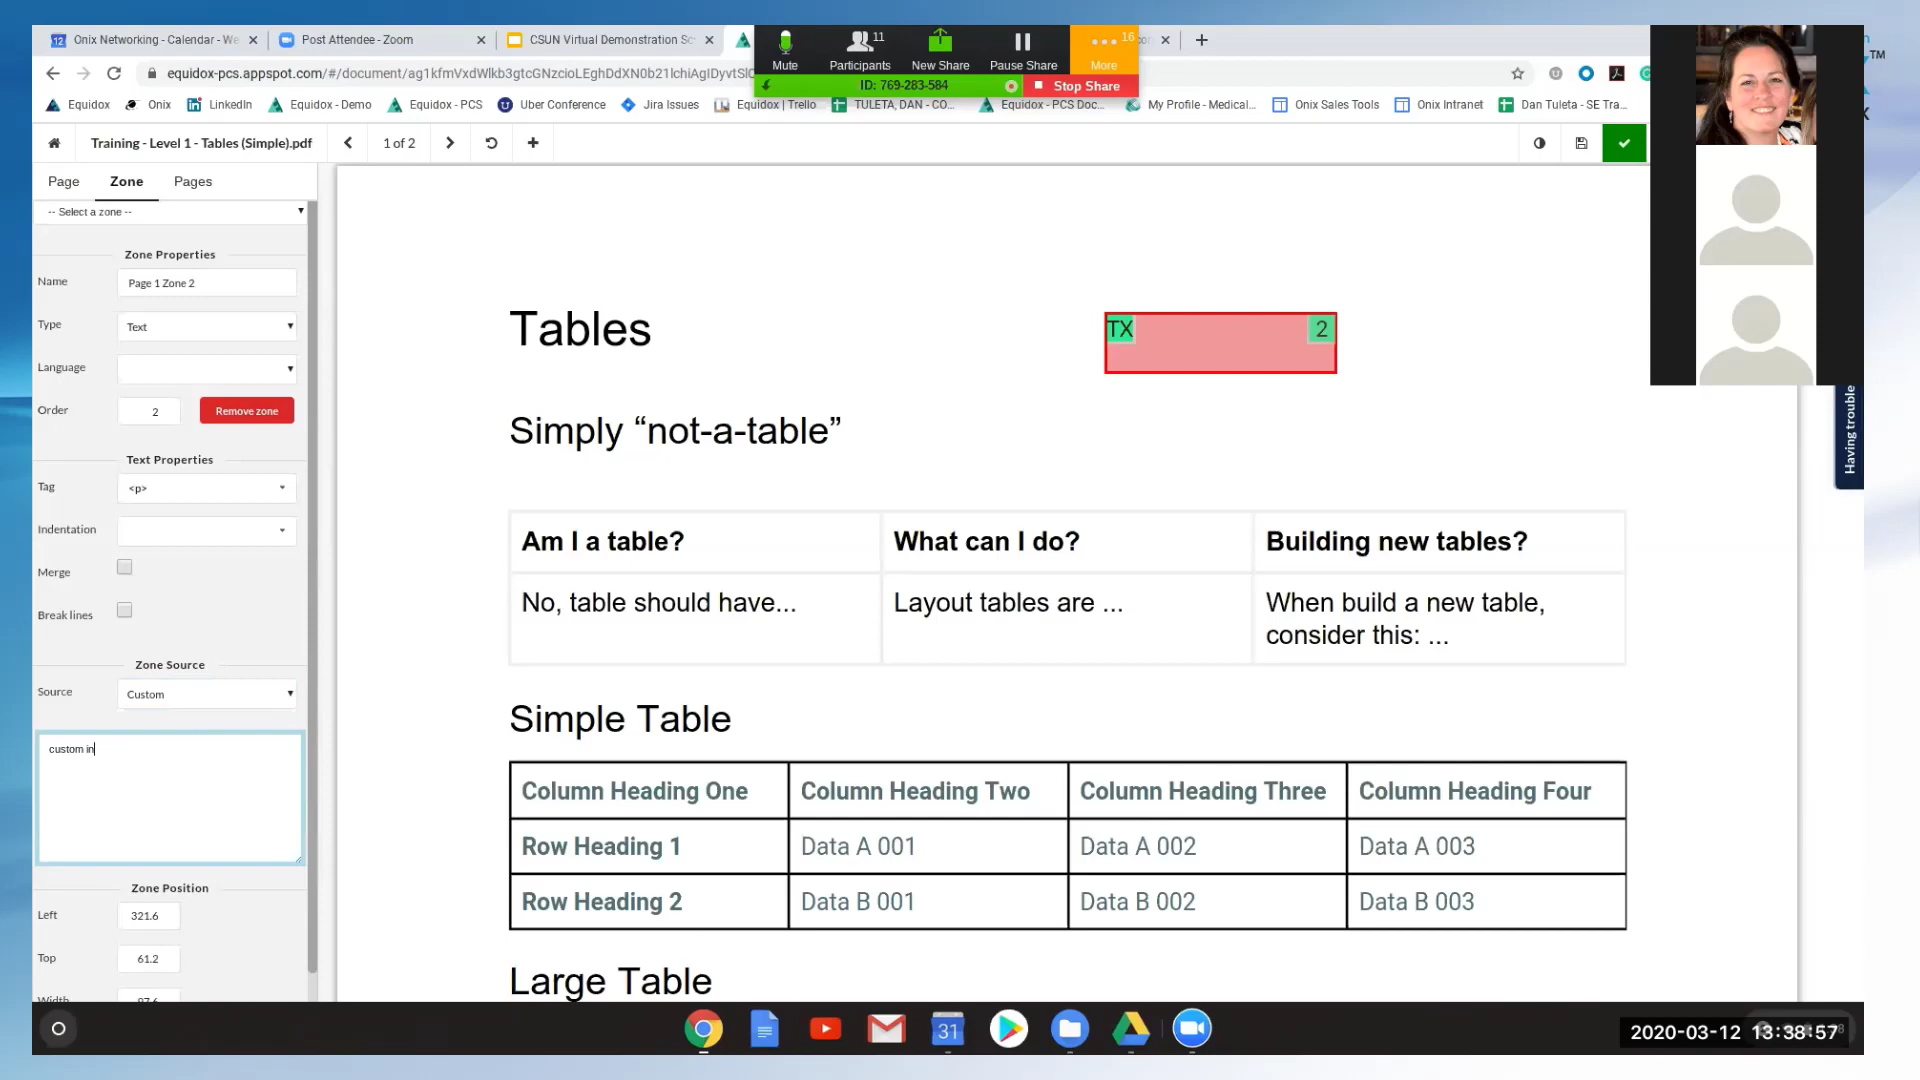 Onix Networking - Calendar - We
Post Attendee - Zoom
CSUN Virtual Demonstration Sc
Mute
Participants
11
New Share
Pause Share
16
More
ID: 769-283-584
Stop Share
equidox-pcs.appspot.com/#/document/ag1kfmVxdWlkb3gtcGNzcioLEghDdXN0b21lchiAgIDyvtSlC
Equidox
Onix
LinkedIn
Equidox - Demo
Equidox - PCS
Uber Conference
Jira Issues
Equidox | Trello
TULETA, DAN - CO...
Equidox - PCS Doc...
My Profile - Medical...
Onix Sales Tools
Onix Intranet
Dan Tuleta - SE Tra...
Training - Level 1 - Tables (Simple).pdf
1 of 2
Page
Zone
Pages
-- Select a zone --
Zone Properties
Name
Page 1 Zone 2
Type
Text
Language
Order
2
Remove zone
Text Properties
Tag
<p>
Indentation
Merge
Break lines
Zone Source
Source
Custom
custom in
Zone Position
Left
321.6
Top
61.2
Width
97.6
Tables
TX
2
Simply “not-a-table”
Am I a table?
What can I do?
Building new tables?
No, table should have...
Layout tables are ...
When build a new table,
consider this: ...
Simple Table
Column Heading One
Column Heading Two
Column Heading Three
Column Heading Four
Row Heading 1
Data A 001
Data A 002
Data A 003
Row Heading 2
Data B 001
Data B 002
Data B 003
Large Table
Having trouble
TM
X
31
2020-03-12 13:38:57